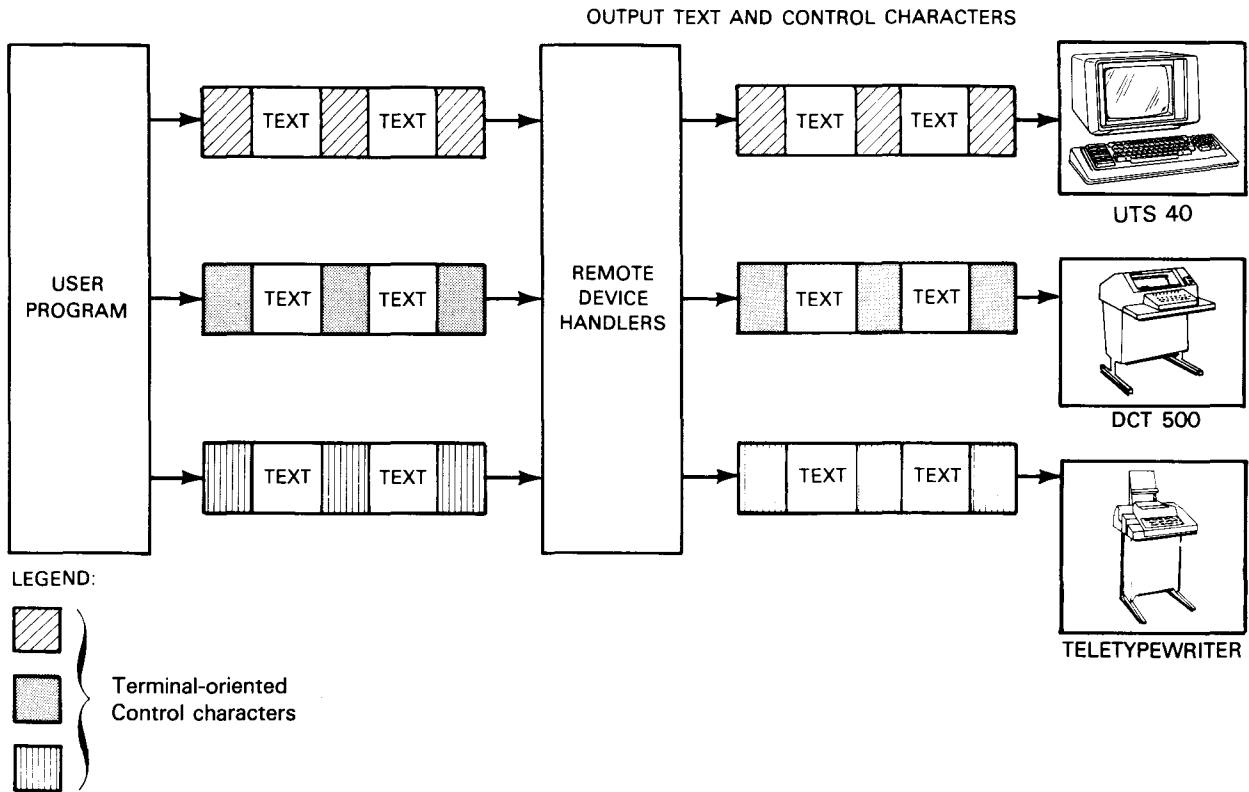 OUTPUT TEXT AND CONTROL CHARACTERS
TEXT TEXT TEXT TEXT
UTS 40
USER
PROGRAM
TEXT TEXT
REMOTE
DEVICE
HANDLERS
TEXT TEXT
DCT 500
TEXT TEXT TEXT TEXT
TELETYPEWRITER
LEGEND:
Terminal-oriented
Control characters